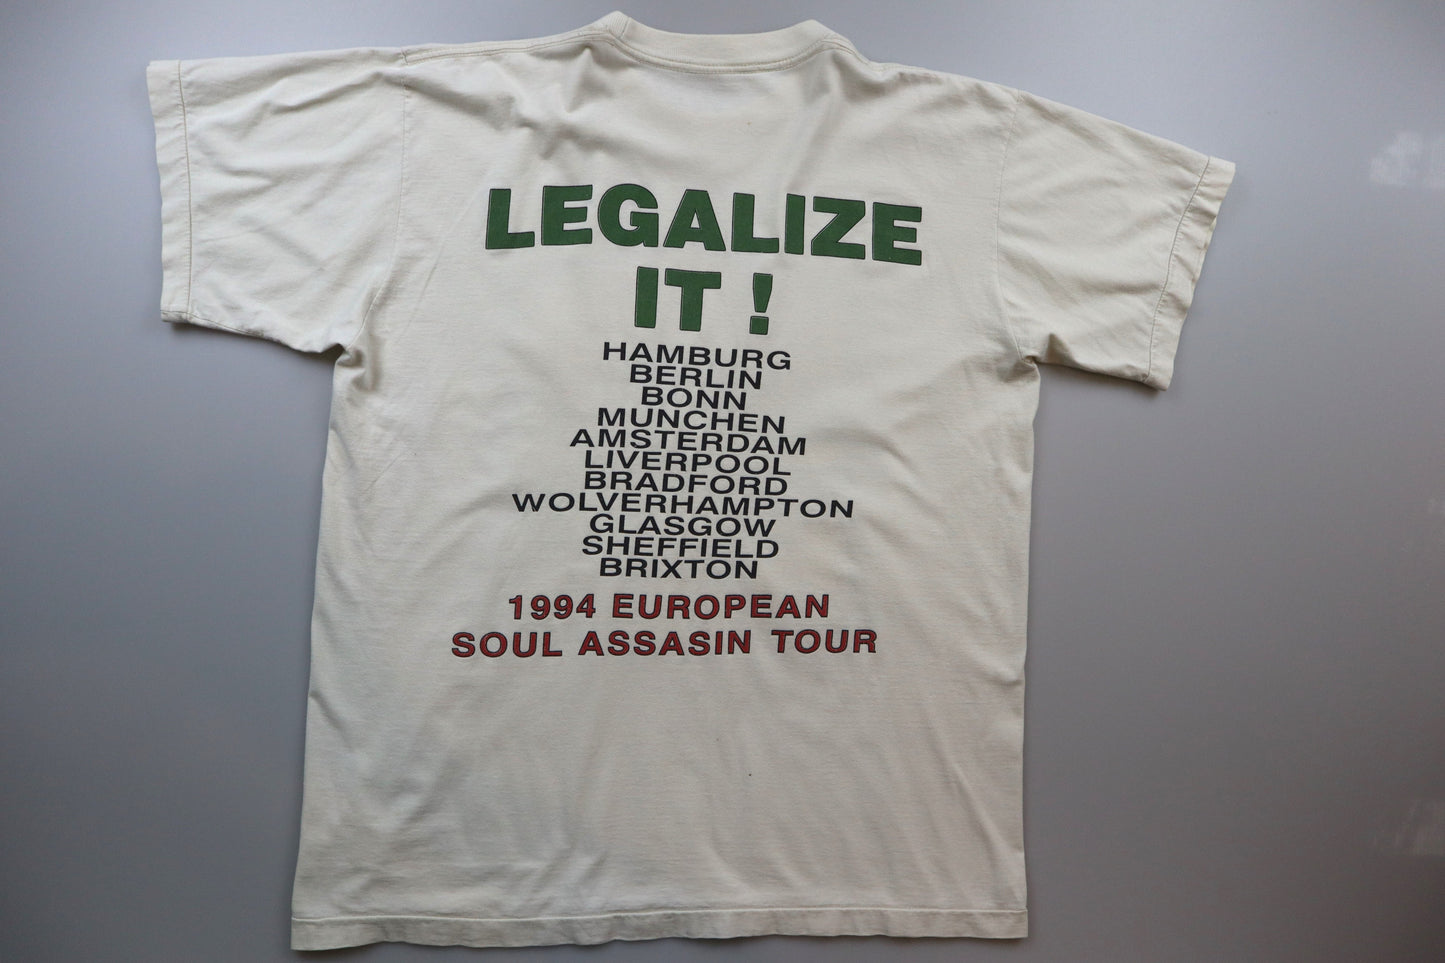 LEGALIZE
IT !
HAMBURG
BERLIN
BONN
MUNCHEN
AMSTERDAM
LIVERPOOL
BRADFORD
WOLVERHAMPTON
GLASGOW
SHEFFIELD
BRIXTON
1994 EUROPEAN
SOUL ASSASIN TOUR